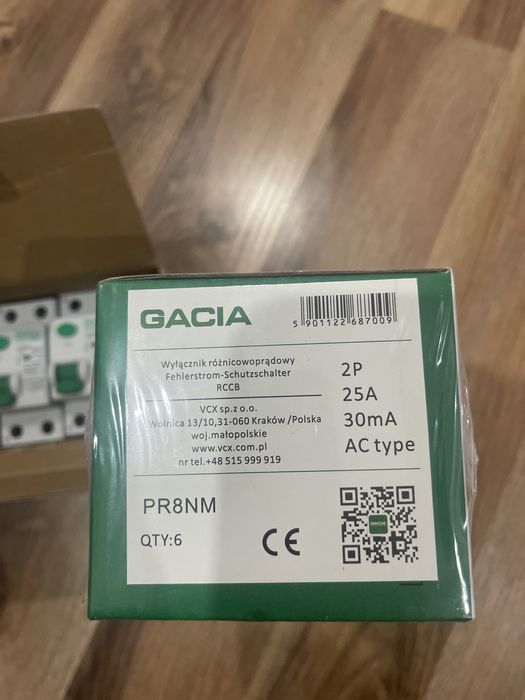 GACIA
5 901122 687009
Wyłącznik różnicowoprądowy
Fehlerstrom-Schutzschalter
RCCB
2P
25A
30mA
AC type
VCX sp.z o.o.
Wolnica 13/10,31-060 Kraków /Polska
woj.małopolskie
www.vcx.com.pl
nr tel.+48 515 999 919
PR8NM
QTY:6
CE
GACIA